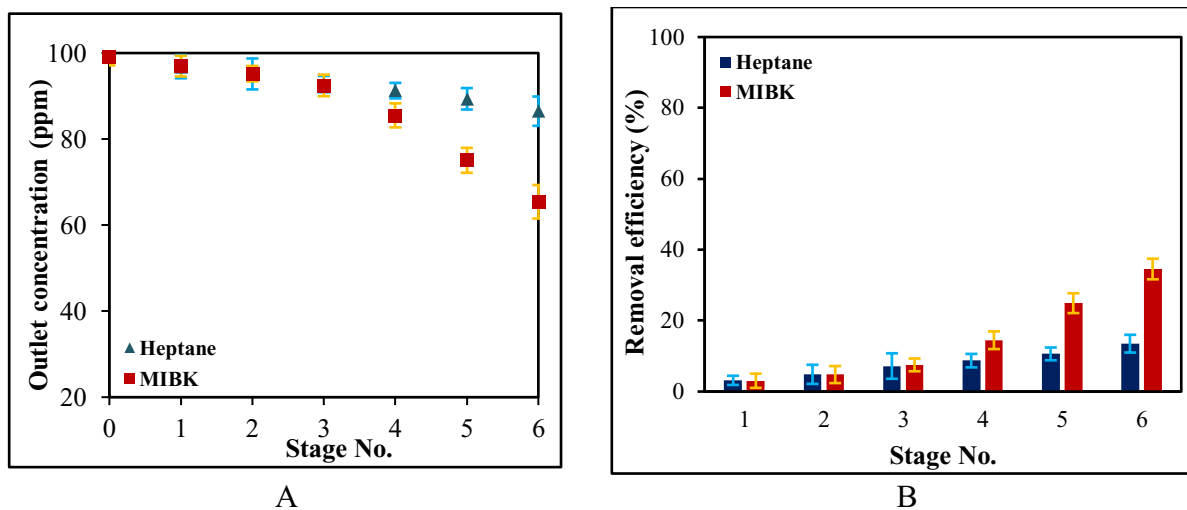 Outlet concentration (ppm)
100
80
60
40
20
Heptane
MIBK
0 1 2 3 4 5 6
Stage No.
A
Removal efficiency (%)
100
80
60
40
20
0
Heptane
MIBK
1 2 3 4 5 6
Stage No.
B